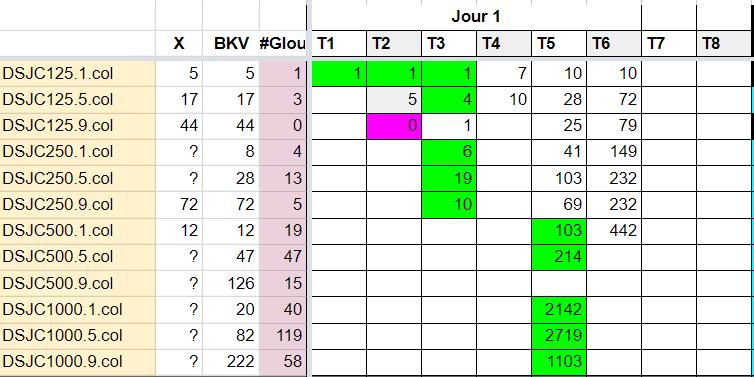 Jour 1
X BKV #Glou T1 T2 T3 T4 T5 T6 T7 T8
DSJC125.1.col 5 5 1 1 1 1 7 10 10
DSJC125.5.col 17 17 3 5 4 10 28 72
DSJC125.9.col 44 44 0 0 1 25 79
DSJC250.1.col ? 8 4 6 41 149
DSJC250.5.col ? 28 13 19 103 232
DSJC250.9.col 72 72 5 10 69 232
DSJC500.1.col 12 12 19 103 442
DSJC500.5.col ? 47 47 214
DSJC500.9.col ? 126 15
DSJC1000.1.col ? 20 40 2142
DSJC1000.5.col ? 82 119 2719
DSJC1000.9.col ? 222 58 1103